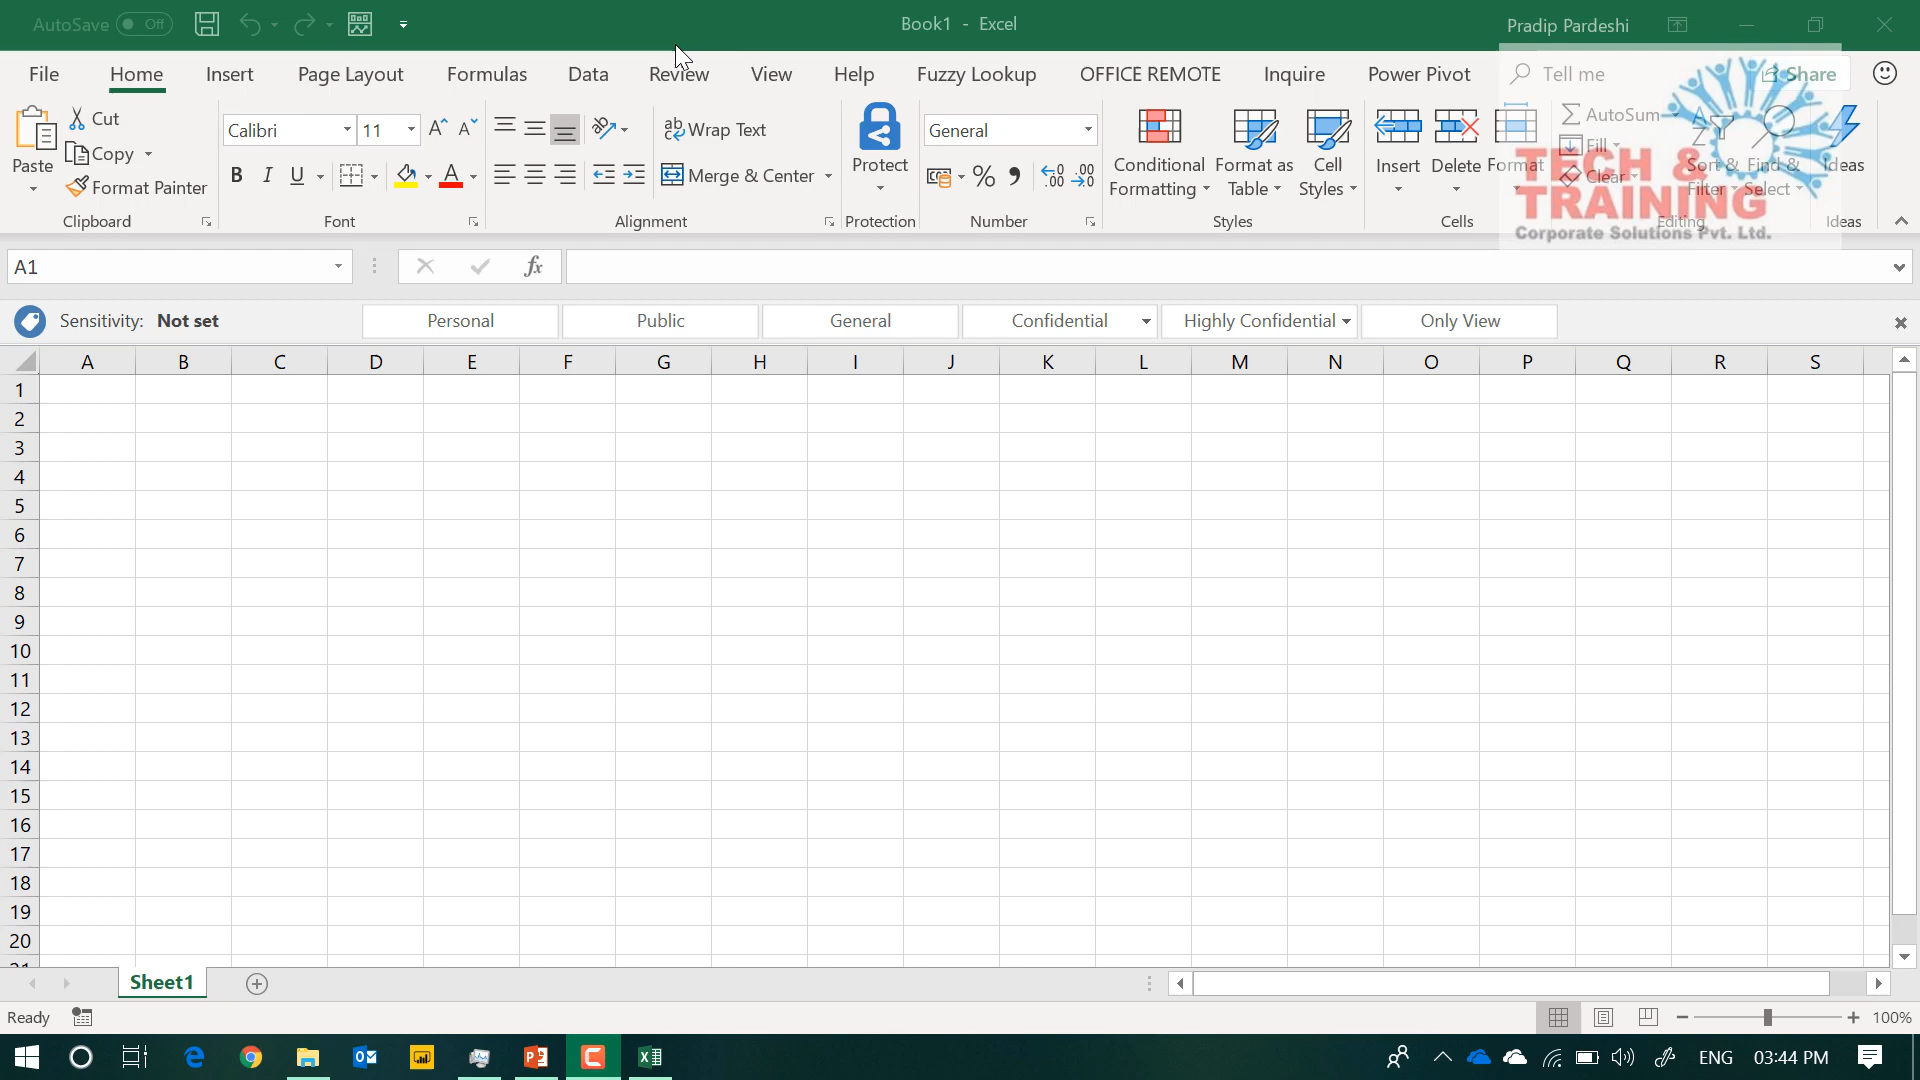 AutoSave Off
Book1 - Excel
Pradip Pardeshi
File Home Insert Page Layout Formulas Data Review View Help Fuzzy Lookup OFFICE REMOTE Inquire Power Pivot Tell me Share
Paste
Cut
Copy
Format Painter
Clipboard
Calibri 11
B I U
Font
ab Wrap Text
Merge & Center
Alignment
Protect
Protection
General
%
Number
Conditional Formatting
Format as Table
Cell Styles
Styles
Insert
Delete
Format
Cells
AutoSum
Fill
Clear
Sort & Filter
Find & Select
Editing
Ideas
Ideas
TECH &
TRAINING
Corporate Solutions Pvt. Ltd.
A1 fx
Sensitivity: Not set Personal Public General Confidential Highly Confidential Only View
A B C D E F G H I J K L M N O P Q R S
1
2
3
4
5
6
7
8
9
10
11
12
13
14
15
16
17
18
19
20
21
Sheet1
Ready 100%
ENG 03:44 PM